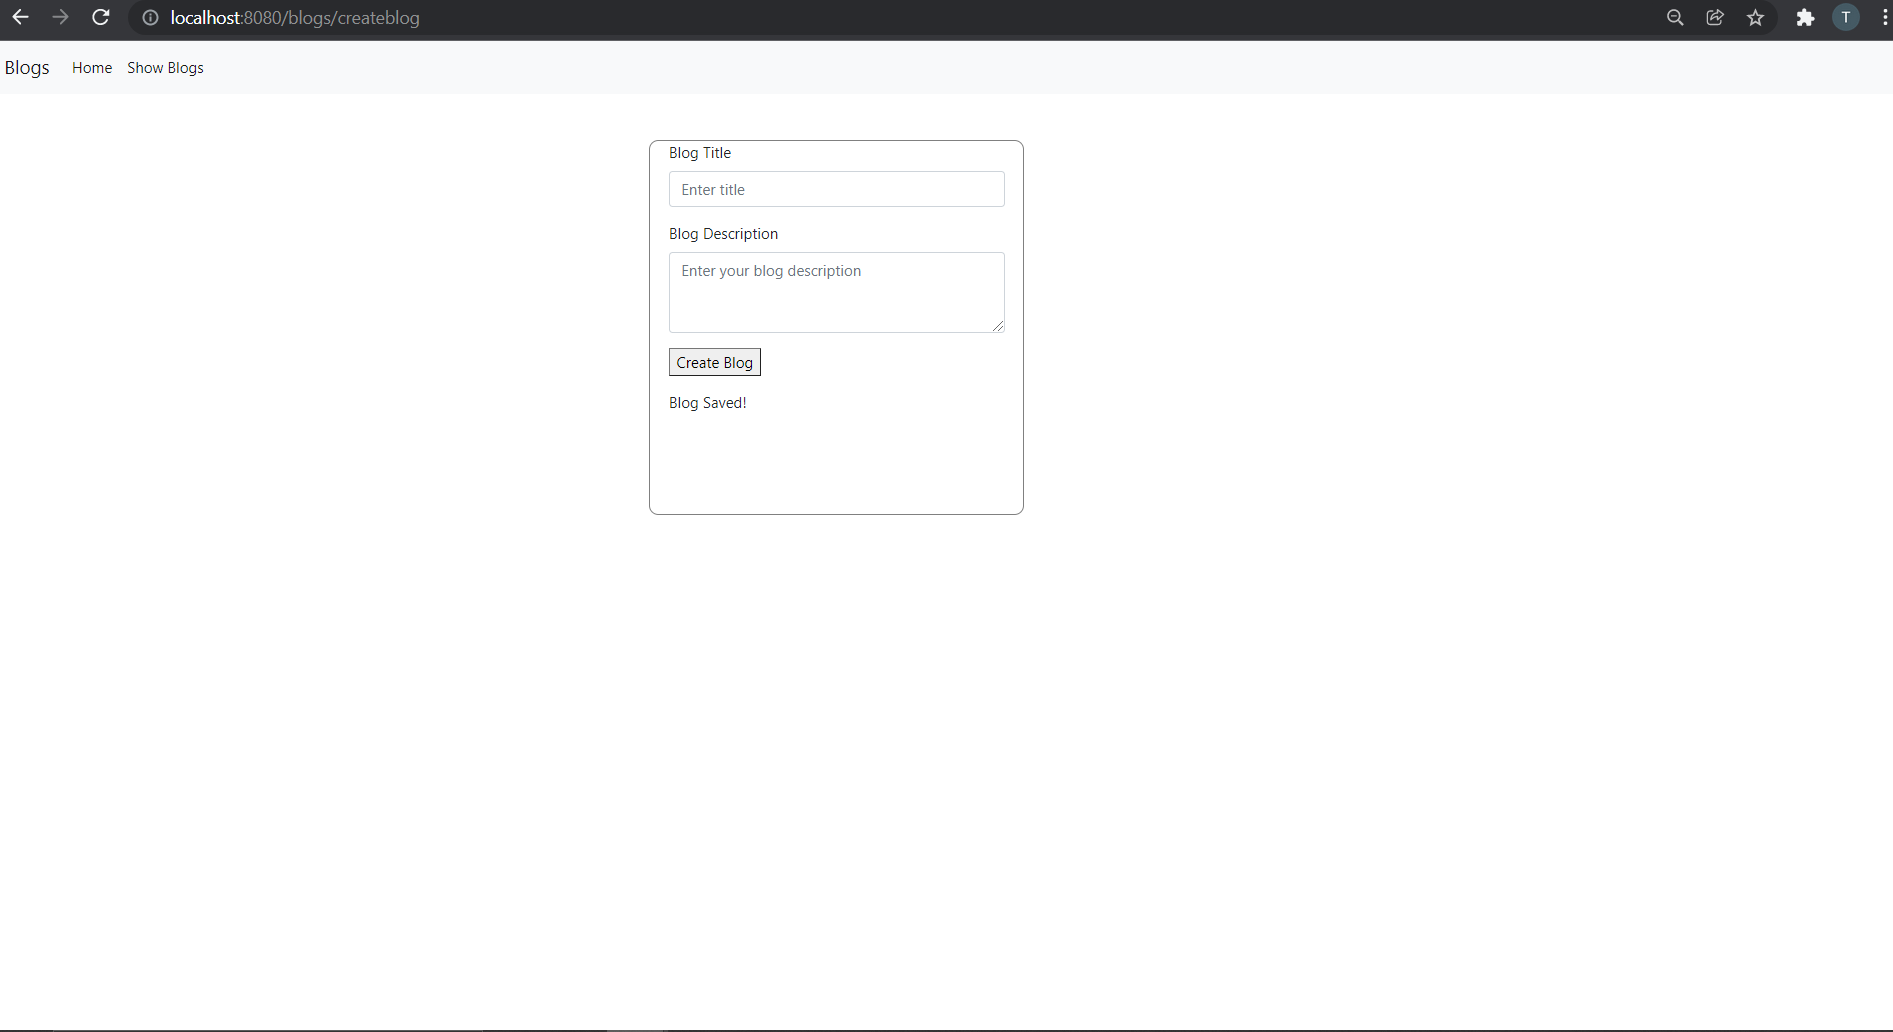 localhost:8080/blogs/createblog
T
Blogs Home Show Blogs
Blog Title
Enter title
Blog Description
Enter your blog description
Create Blog
Blog Saved!